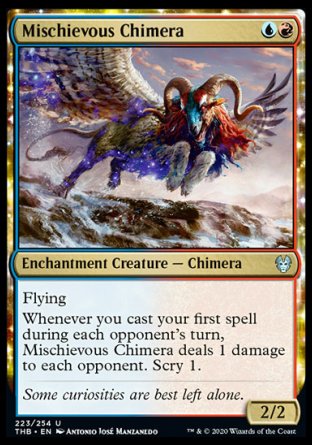 Mischievous Chimera
Enchantment Creature — Chimera
Flying
Whenever you cast your first spell
during each opponent's turn,
Mischievous Chimera deals 1 damage
to each opponent. Scry 1.
Some curiosities are best left alone.
2/2
223/254 U
THB • EN Antonio José Manzanedo
™ & © 2020 Wizards of the Coast